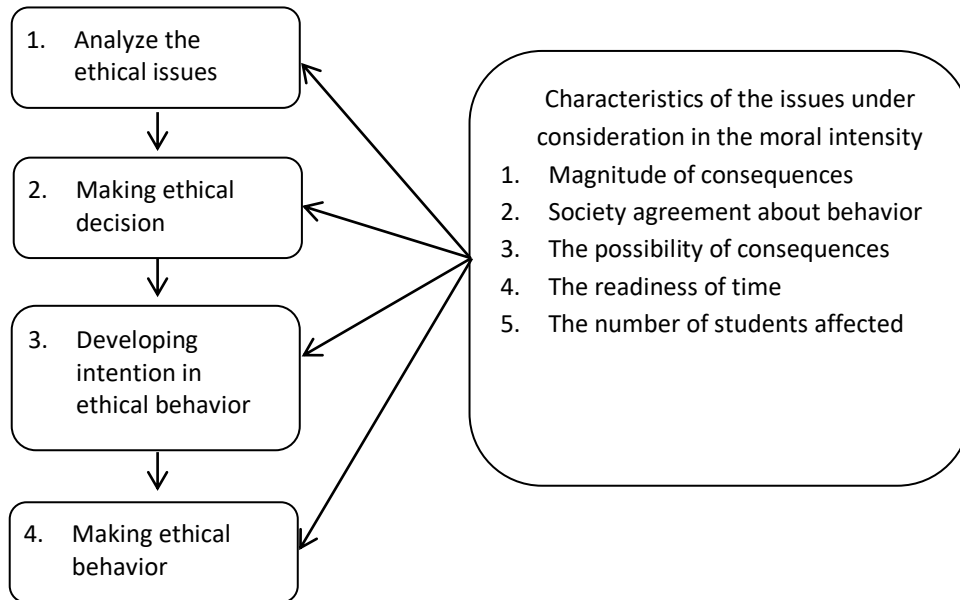 1. Analyze the
ethical issues
2. Making ethical
decision
3. Developing
intention in
ethical behavior
4. Making ethical
behavior
Characteristics of the issues under
consideration in the moral intensity
1. Magnitude of consequences
2. Society agreement about behavior
3. The possibility of consequences
4. The readiness of time
5. The number of students affected